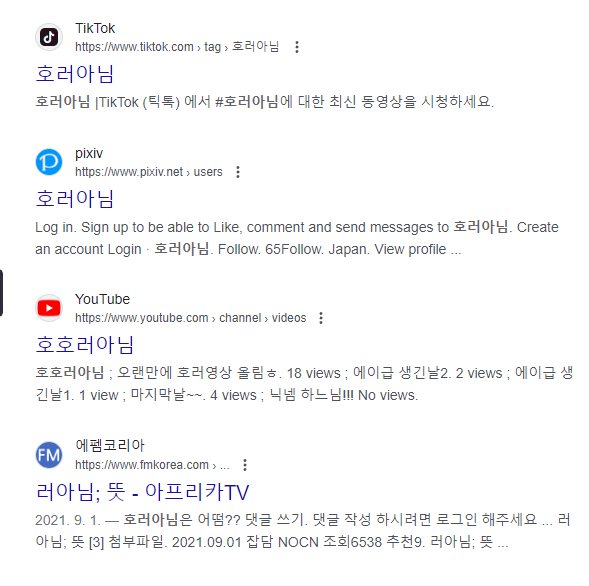 TikTok
https://www.tiktok.com › tag › 호러아님
호러아님
호러아님 |TikTok (틱톡) 에서 #호러아님에 대한 최신 동영상을 시청하세요.
pixiv
https://www.pixiv.net › users
호러아님
Log in. Sign up to be able to Like, comment and send messages to 호러아님. Create
an account Login · 호러아님. Follow. 65Follow. Japan. View profile ...
YouTube
https://www.youtube.com › channel › videos
호호러아님
호호러아님 ; 오랜만에 호러영상 올림ㅎ. 18 views ; 에이급 생긴날2. 2 views ; 에이급 생
긴날1. 1 view ; 마지막날~~. 4 views ; 닉넴 하느님!!! No views.
FM
에펨코리아
https://www.fmkorea.com › ...
러아님; 뜻 - 아프리카TV
2021. 9. 1. — 호러아님은 어떰?? 댓글 쓰기. 댓글 작성 하시려면 로그인 해주세요 ... 러
아님; 뜻 [3] 첨부파일. 2021.09.01 잡담 NOCN 조회6538 추천9. 러아님; 뜻 ...